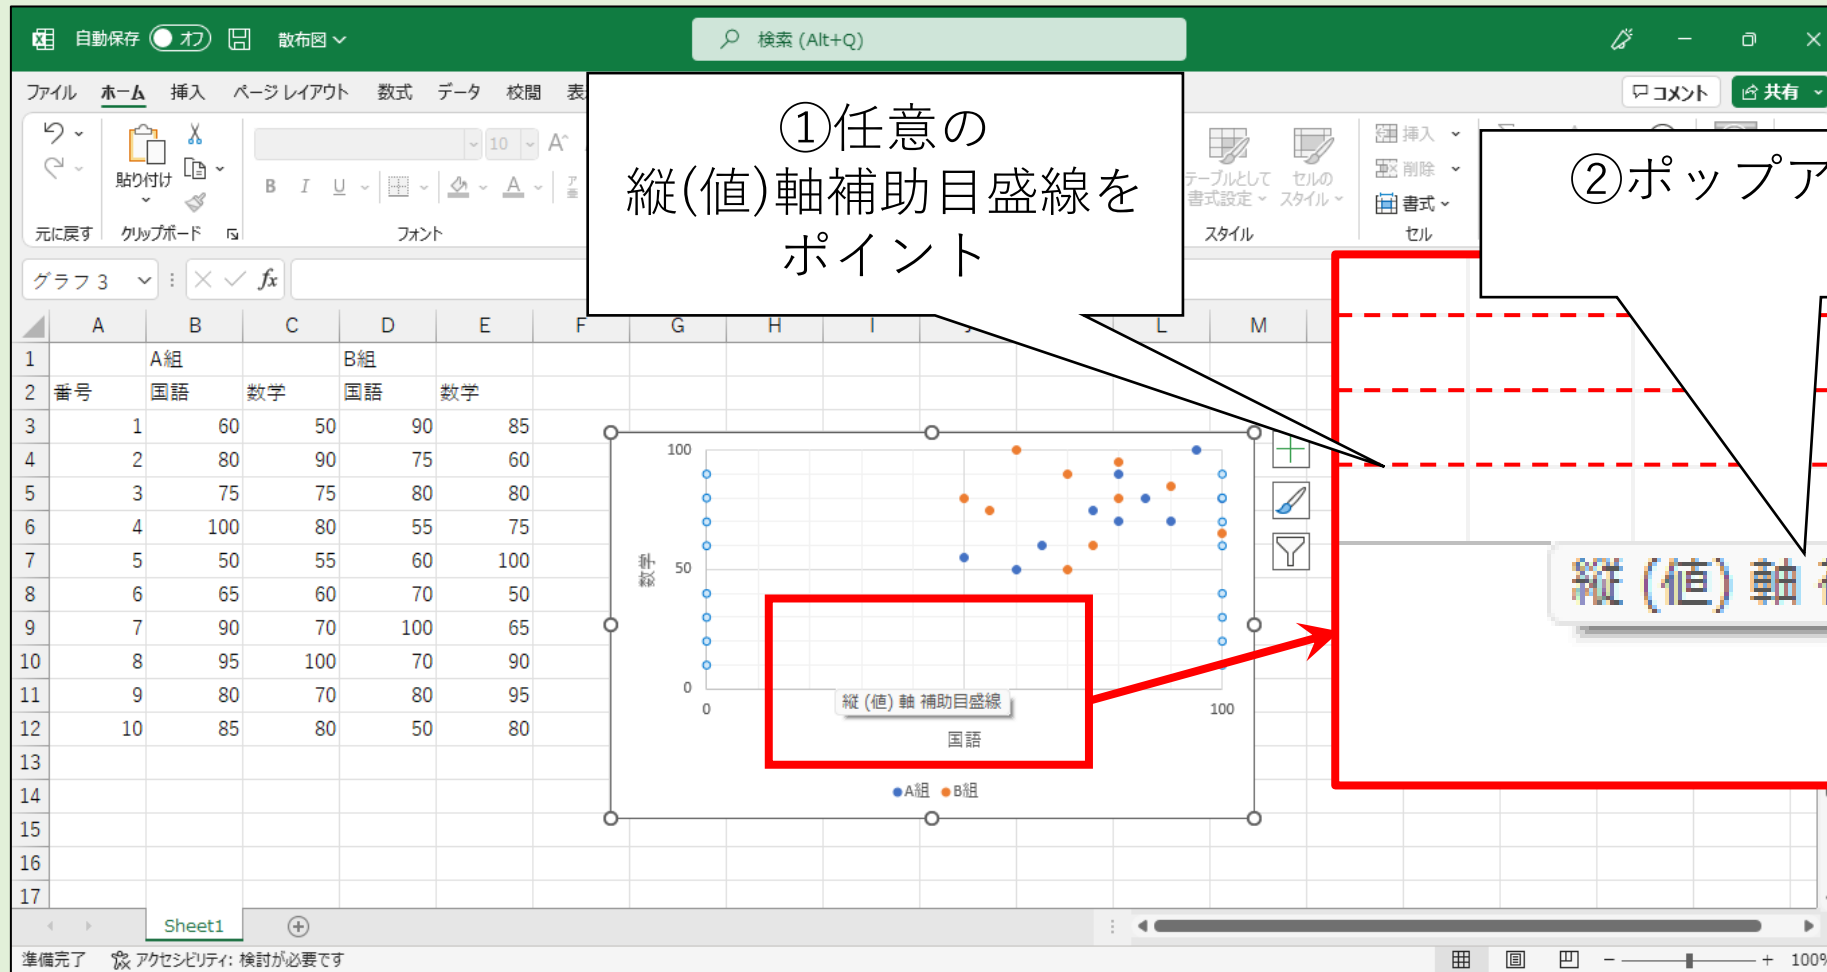 自動保存 オフ 散布図 検索 (Alt+Q)
ファイル ホーム 挿入 ページ レイアウト 数式 データ 校閲 コメント 共有
①任意の
縦(値)軸補助目盛線を
ポイント
②ポップア
貼り付け
10
B I U
A
挿入
削除
書式
書式設定
セルの
スタイル
元に戻す クリップボード フォント スタイル セル
グラフ 3 fx
A B C D E F G H I L M
1 A組 B組
2 番号 国語 数学 国語 数学
3 1 60 50 90 85
4 2 80 90 75 60
5 3 75 75 80 80
6 4 100 80 55 75
7 5 50 55 60 100
8 6 65 60 70 50
9 7 90 70 100 65
10 8 95 100 70 90
11 9 80 70 80 95
12 10 85 80 50 80
13
14
15
16
17
100
50
0
数学
0 100
縦 (値) 軸 補助目盛線
国語
A組 B組
縦 (値) 軸
Sheet1
準備完了 アクセシビリティ: 検討が必要です 100%